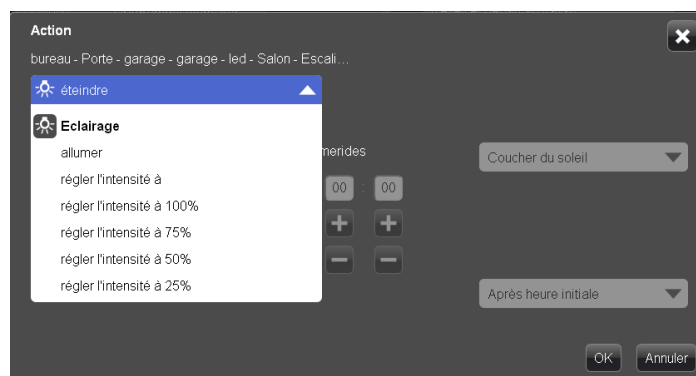 Action
bureau - Porte - garage - garage - led - Salon - Escali...
éteindre
Eclairage
allumer
régler l'intensité à
régler l'intensité à 100%
régler l'intensité à 75%
régler l'intensité à 50%
régler l'intensité à 25%
merides
Coucher du soleil
00 : 00
Après heure initiale
OK Annuler